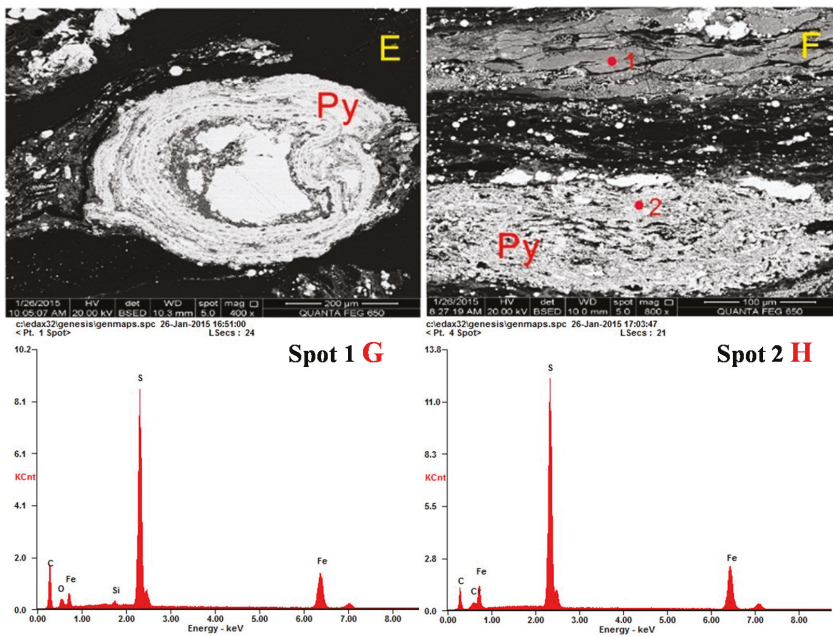 E
Py
1/26/2015 HV det WD spot mag □ 200 µm
10:05:07 AM 20.00 kV BSED 10.3 mm 5.0 400 x QUANTA FEG 650
F
1
2
Py
1/26/2015 HV det WD spot mag □ 100 µm
8:27:19 AM 20.00 kV BSED 10.0 mm 5.0 800 x QUANTA FEG 650
c:\edax32\genesis\genmaps.spc 26-Jan-2015 16:51:00
< Pt. 1 Spot> LSecs : 24
Spot 1 G
10.2
8.1
6.1
KCnt
4.1
2.0
0.0
S
C
O
Fe
Si
Fe
0.00 1.00 2.00 3.00 4.00 5.00 6.00 7.00 8.00
Energy - keV
c:\edax32\genesis\genmaps.spc 26-Jan-2015 17:03:47
< Pt. 4 Spot> LSecs : 21
Spot 2 H
13.8
11.0
8.3
KCnt
5.5
2.8
0.0
S
C
C
Fe
Fe
0.00 1.00 2.00 3.00 4.00 5.00 6.00 7.00 8.00
Energy - keV